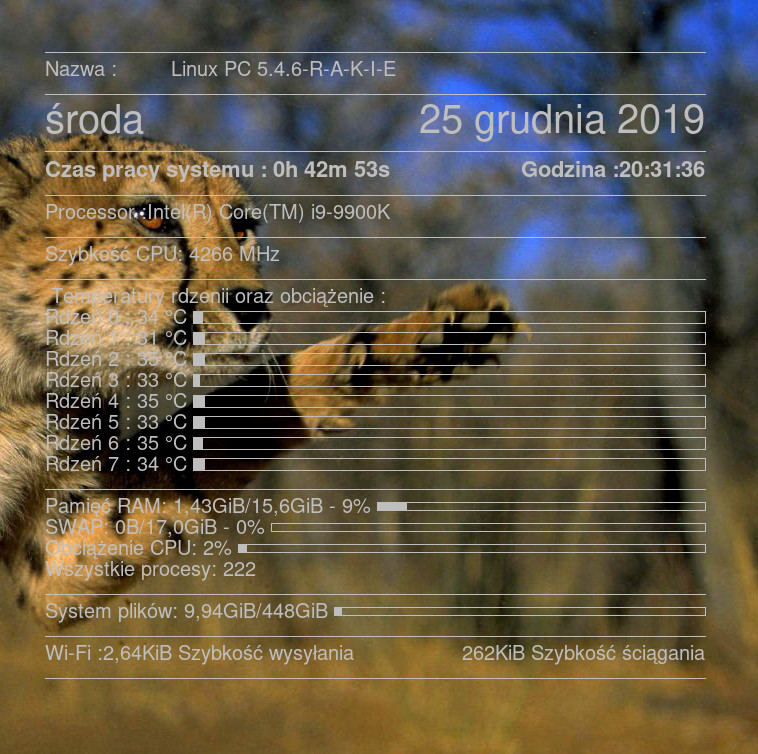 Nazwa : Linux PC 5.4.6-R-A-K-I-E
środa 25 grudnia 2019
Czas pracy systemu : 0h 42m 53s Godzina :20:31:36
Processor :Intel(R) Core(TM) i9-9900K
Szybkość CPU: 4266 MHz
Temperatury rdzenii oraz obciążenie :
Rdzeń 0 : 34 °C
Rdzeń 1 : 31 °C
Rdzeń 2 : 35 °C
Rdzeń 3 : 33 °C
Rdzeń 4 : 35 °C
Rdzeń 5 : 33 °C
Rdzeń 6 : 35 °C
Rdzeń 7 : 34 °C
Pamięć RAM: 1,43GiB/15,6GiB - 9%
SWAP: 0B/17,0GiB - 0%
Obciążenie CPU: 2%
Wszystkie procesy: 222
System plików: 9,94GiB/448GiB
Wi-Fi :2,64KiB Szybkość wysyłania 262KiB Szybkość ściągania